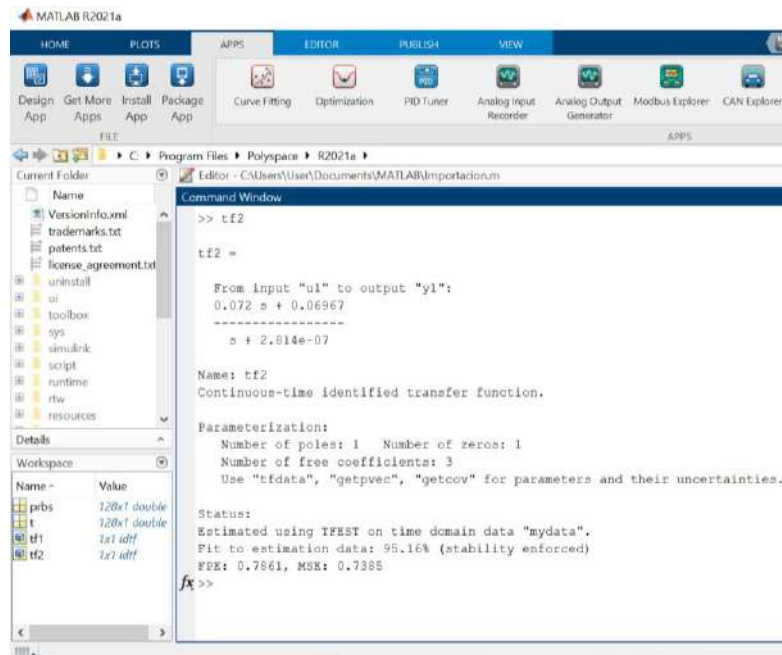 MATLAB R2021a
HOME PLOTS APPS EDITOR PUBLISH VIEW
Design App
Get More Apps
Install App
Package App
Curve Fitting
Optimization
PID Tuner
Analog Input Recorder
Analog Output Generator
Modbus Explorer
CAN Explorer
FILE APPS
C: Program Files Polyspace R2021a
Current Folder
Name
VersionInfo.xml
trademarks.txt
patents.txt
license_agreement.txt
uninstall
ui
toolbox
sys
simulink
script
runtime
rtw
resources
Details
Workspace
Name Value
prbs 128x1 double
t 128x1 double
tf1 1x1 idtf
tf2 1x1 idtf
Editor - C:\Users\User\Documents\MATLAB\Importacion.m
Command Window
>> tf2
tf2 =
From input "u1" to output "y1":
0.072 s + 0.06967
-----------------
s + 2.814e-07
Name: tf2
Continuous-time identified transfer function.
Parameterization:
Number of poles: 1 Number of zeros: 1
Number of free coefficients: 3
Use "tfdata", "getpvec", "getcov" for parameters and their uncertainties.
Status:
Estimated using TFEST on time domain data "mydata".
Fit to estimation data: 95.16% (stability enforced)
FPE: 0.7861, MSE: 0.7385
fx >>